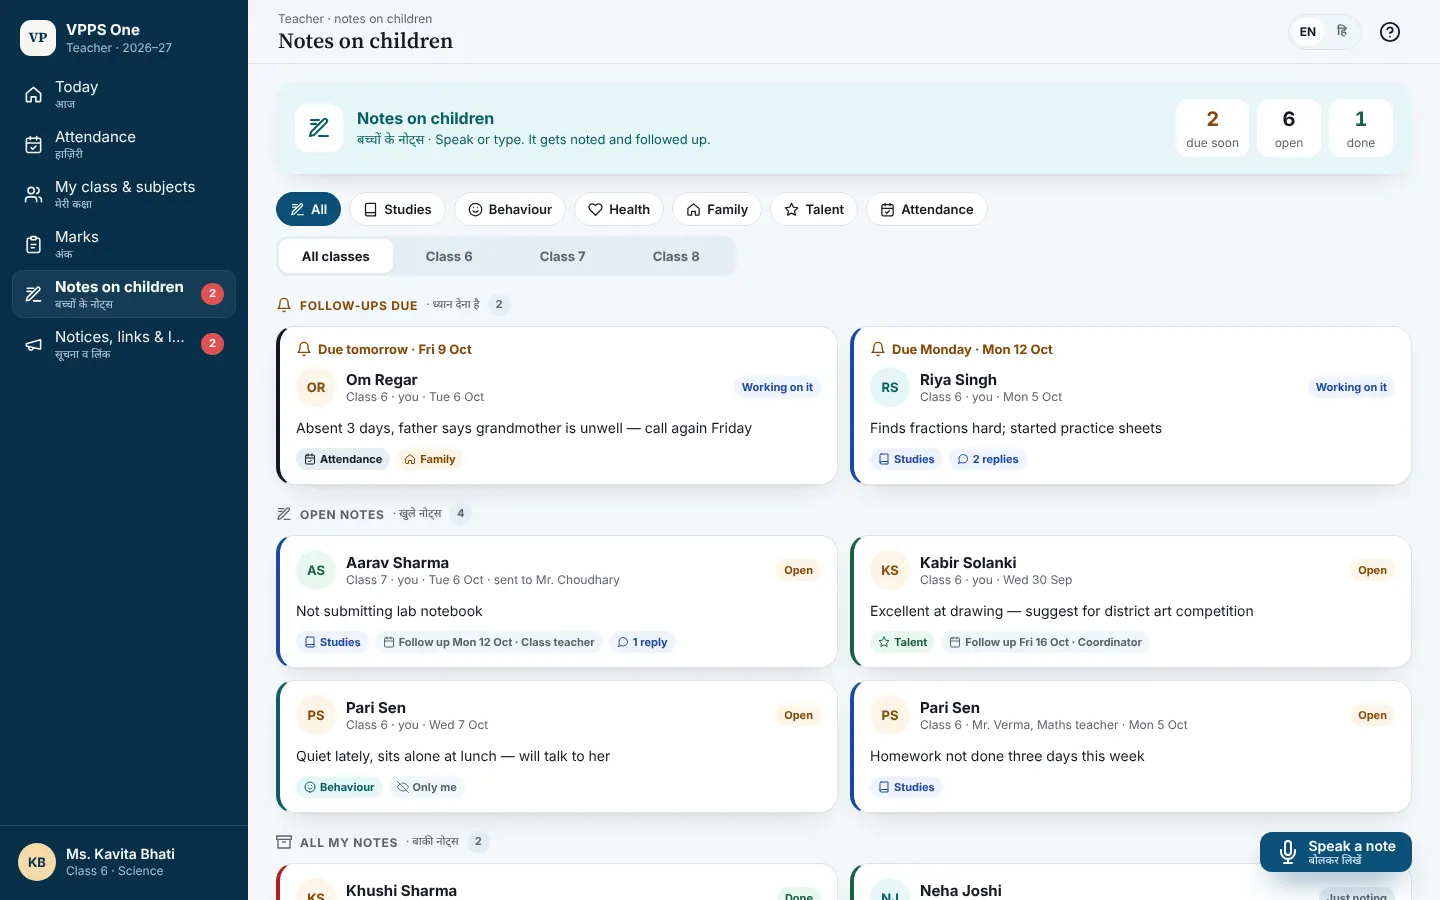 VP
VPPS One
Teacher · 2026–27
Today
आज
Attendance
हाज़िरी
My class & subjects
मेरी कक्षा
Marks
अंक
Notes on children
बच्चों के नोट्स
2
Notices, links & l...
सूचना व लिंक
2
KB
Ms. Kavita Bhati
Class 6 · Science
Teacher · notes on children
Notes on children
EN
हि
Notes on children
बच्चों के नोट्स · Speak or type. It gets noted and followed up.
2
due soon
6
open
1
done
All
Studies
Behaviour
Health
Family
Talent
Attendance
All classes
Class 6
Class 7
Class 8
FOLLOW-UPS DUE · ध्यान देना है 2
Due tomorrow · Fri 9 Oct
OR
Om Regar
Class 6 · you · Tue 6 Oct
Working on it
Absent 3 days, father says grandmother is unwell — call again Friday
Attendance
Family
Due Monday · Mon 12 Oct
RS
Riya Singh
Class 6 · you · Mon 5 Oct
Working on it
Finds fractions hard; started practice sheets
Studies
2 replies
OPEN NOTES · खुले नोट्स 4
AS
Aarav Sharma
Class 7 · you · Tue 6 Oct · sent to Mr. Choudhary
Open
Not submitting lab notebook
Studies
Follow up Mon 12 Oct · Class teacher
1 reply
KS
Kabir Solanki
Class 6 · you · Wed 30 Sep
Open
Excellent at drawing — suggest for district art competition
Talent
Follow up Fri 16 Oct · Coordinator
PS
Pari Sen
Class 6 · you · Wed 7 Oct
Open
Quiet lately, sits alone at lunch — will talk to her
Behaviour
Only me
PS
Pari Sen
Class 6 · Mr. Verma, Maths teacher · Mon 5 Oct
Open
Homework not done three days this week
Studies
ALL MY NOTES · बाकी नोट्स 2
KS
Khushi Sharma
Done
NJ
Neha Joshi
Just noting
Speak a note
बोलकर लिखें